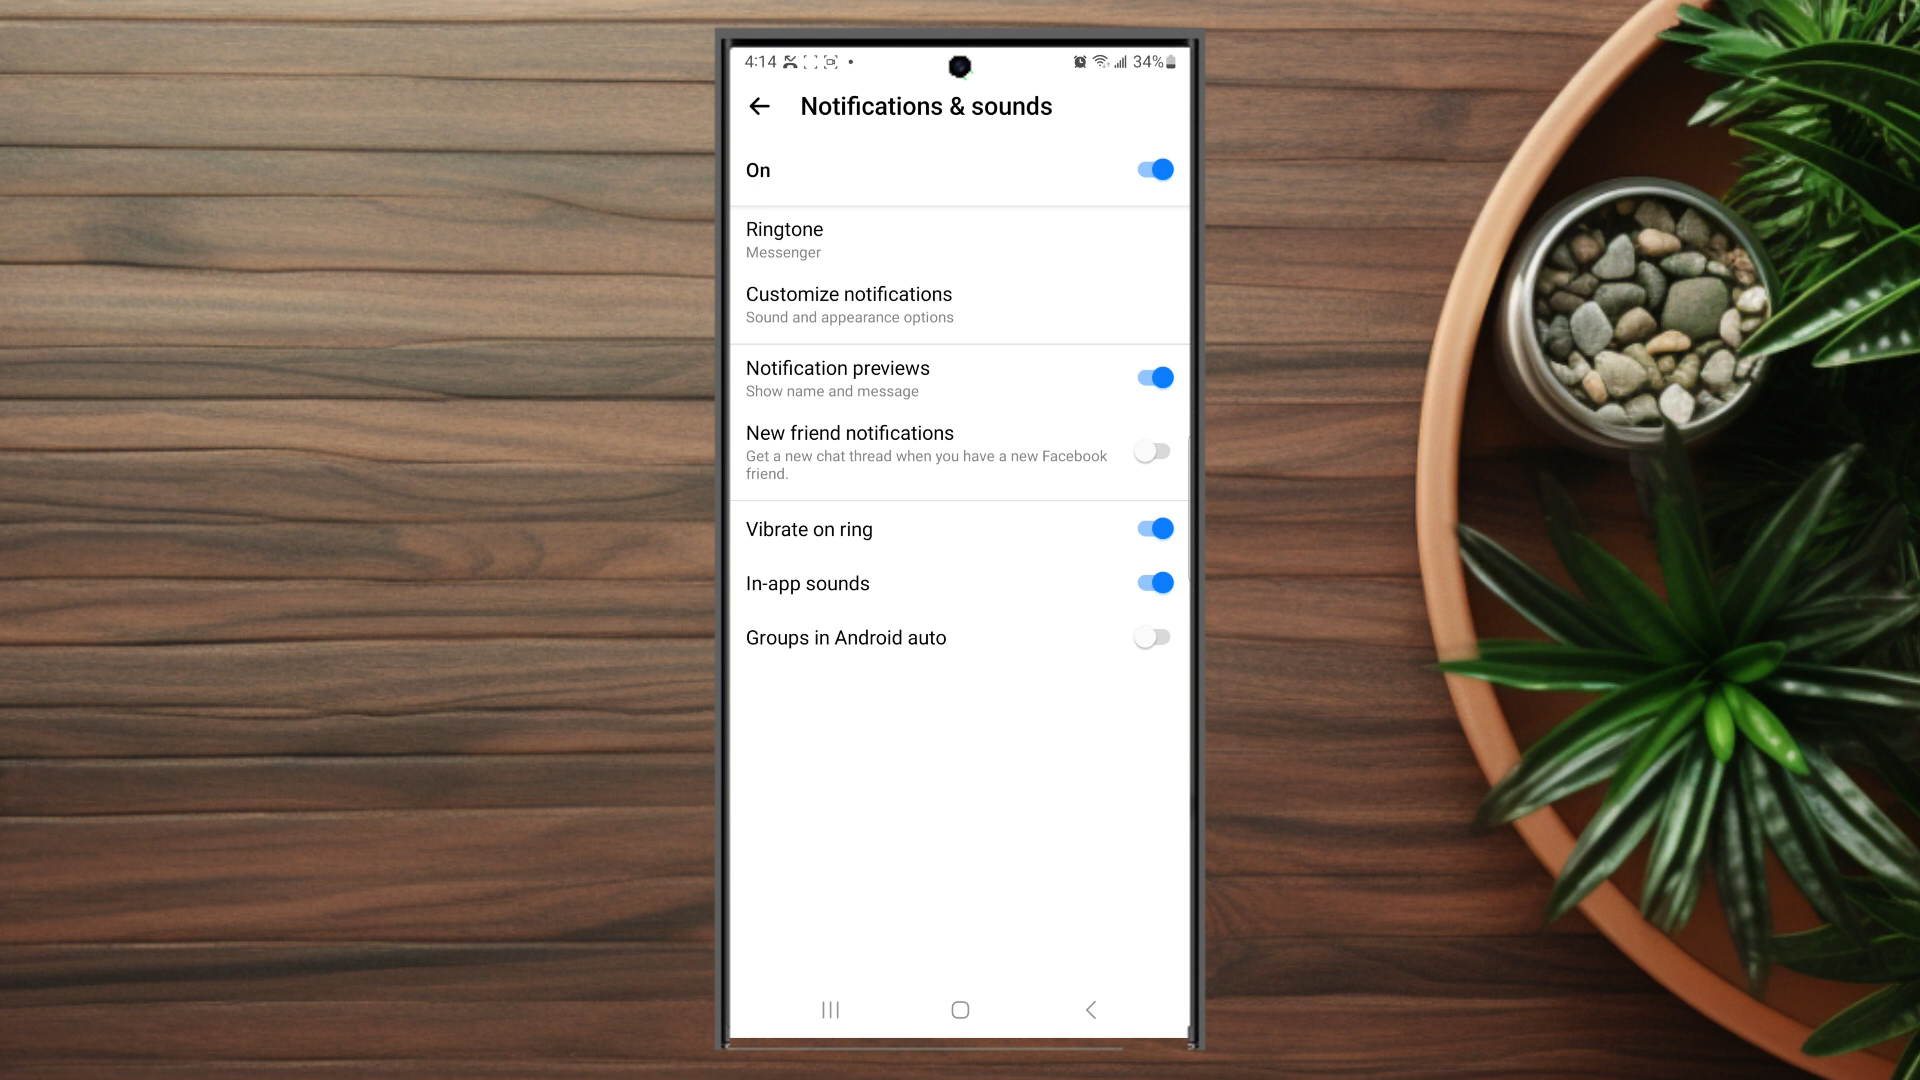 4:14 34%
Notifications & sounds
On
Ringtone
Messenger
Customize notifications
Sound and appearance options
Notification previews
Show name and message
New friend notifications
Get a new chat thread when you have a new Facebook
friend.
Vibrate on ring
In-app sounds
Groups in Android auto